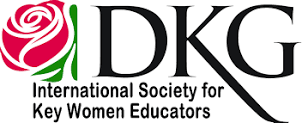 DKG
International Society for
Key Women Educators